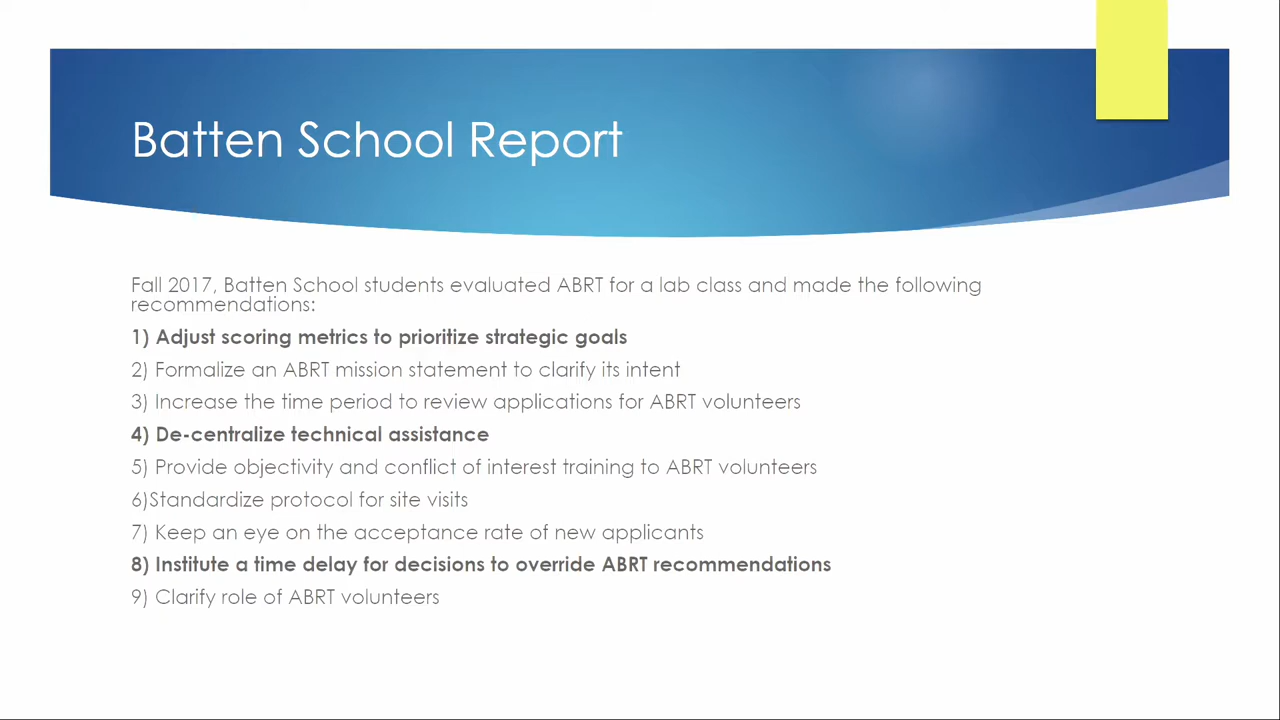 Batten School Report
Fall 2017, Batten School students evaluated ABRT for a lab class and made the following
recommendations:
1) Adjust scoring metrics to prioritize strategic goals
2) Formalize an ABRT mission statement to clarify its intent
3) Increase the time period to review applications for ABRT volunteers
4) De-centralize technical assistance
5) Provide objectivity and conflict of interest training to ABRT volunteers
6)Standardize protocol for site visits
7) Keep an eye on the acceptance rate of new applicants
8) Institute a time delay for decisions to override ABRT recommendations
9) Clarify role of ABRT volunteers